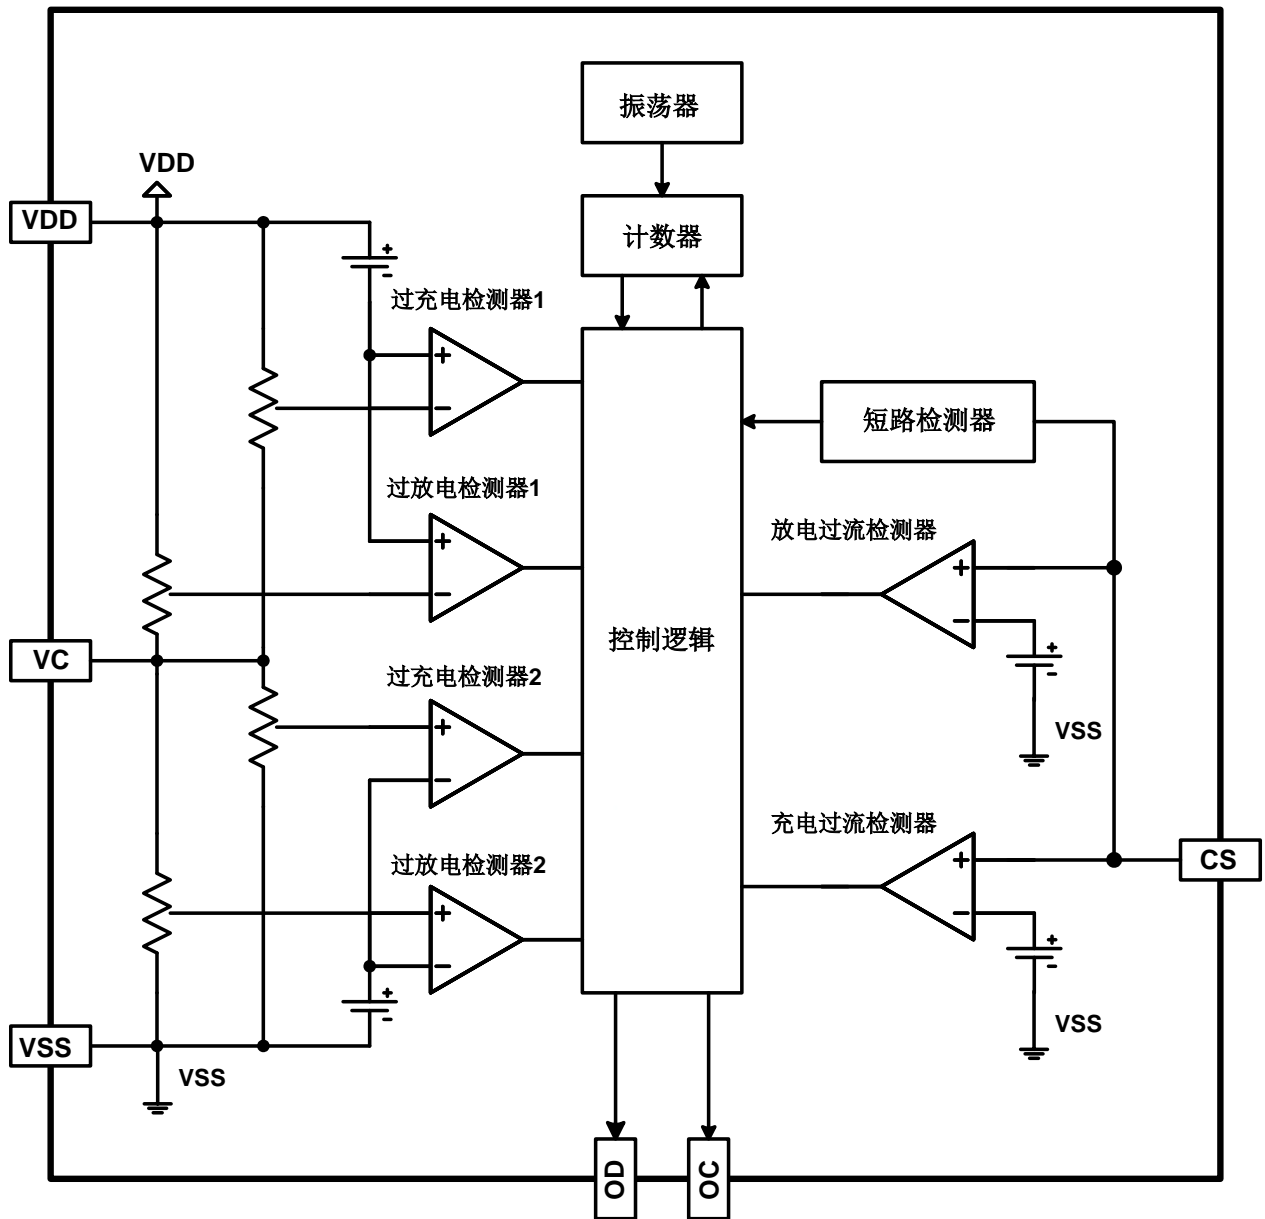 振荡器
VDD
VDD
计数器
过充电检测器1
短路检测器
过放电检测器1
放电过流检测器
控制逻辑
VC
过充电检测器2
VSS
充电过流检测器
过放电检测器2
CS
VSS
VSS
VSS
OD
OC